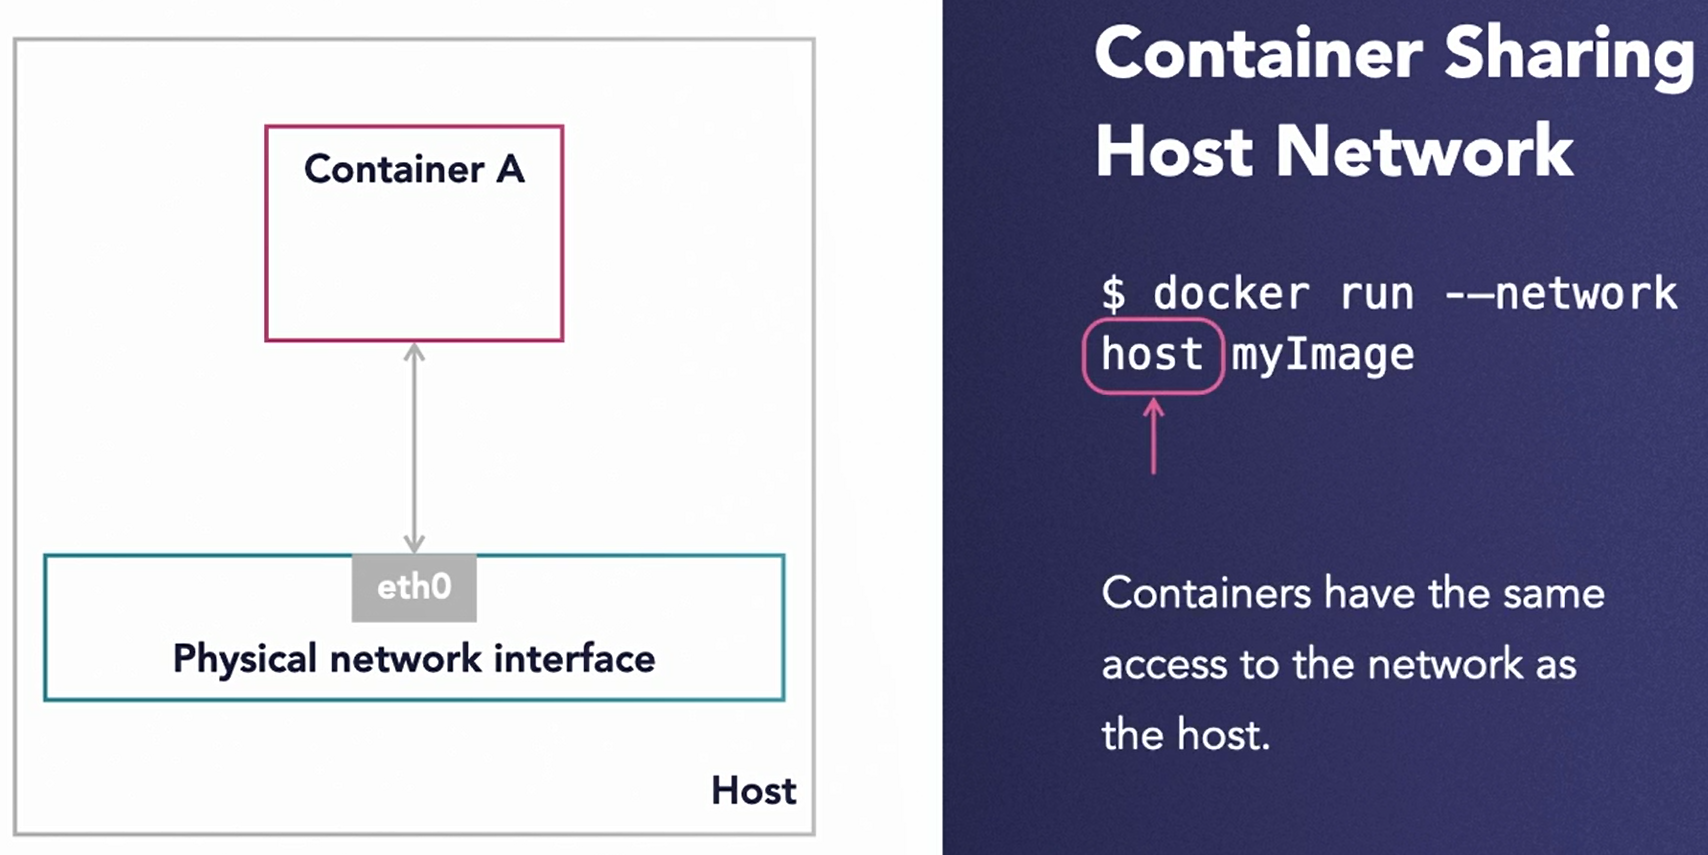 Container A
eth0
Physical network interface
Host
Container Sharing
Host Network
$ docker run --network
host myImage
Containers have the same
access to the network as
the host.